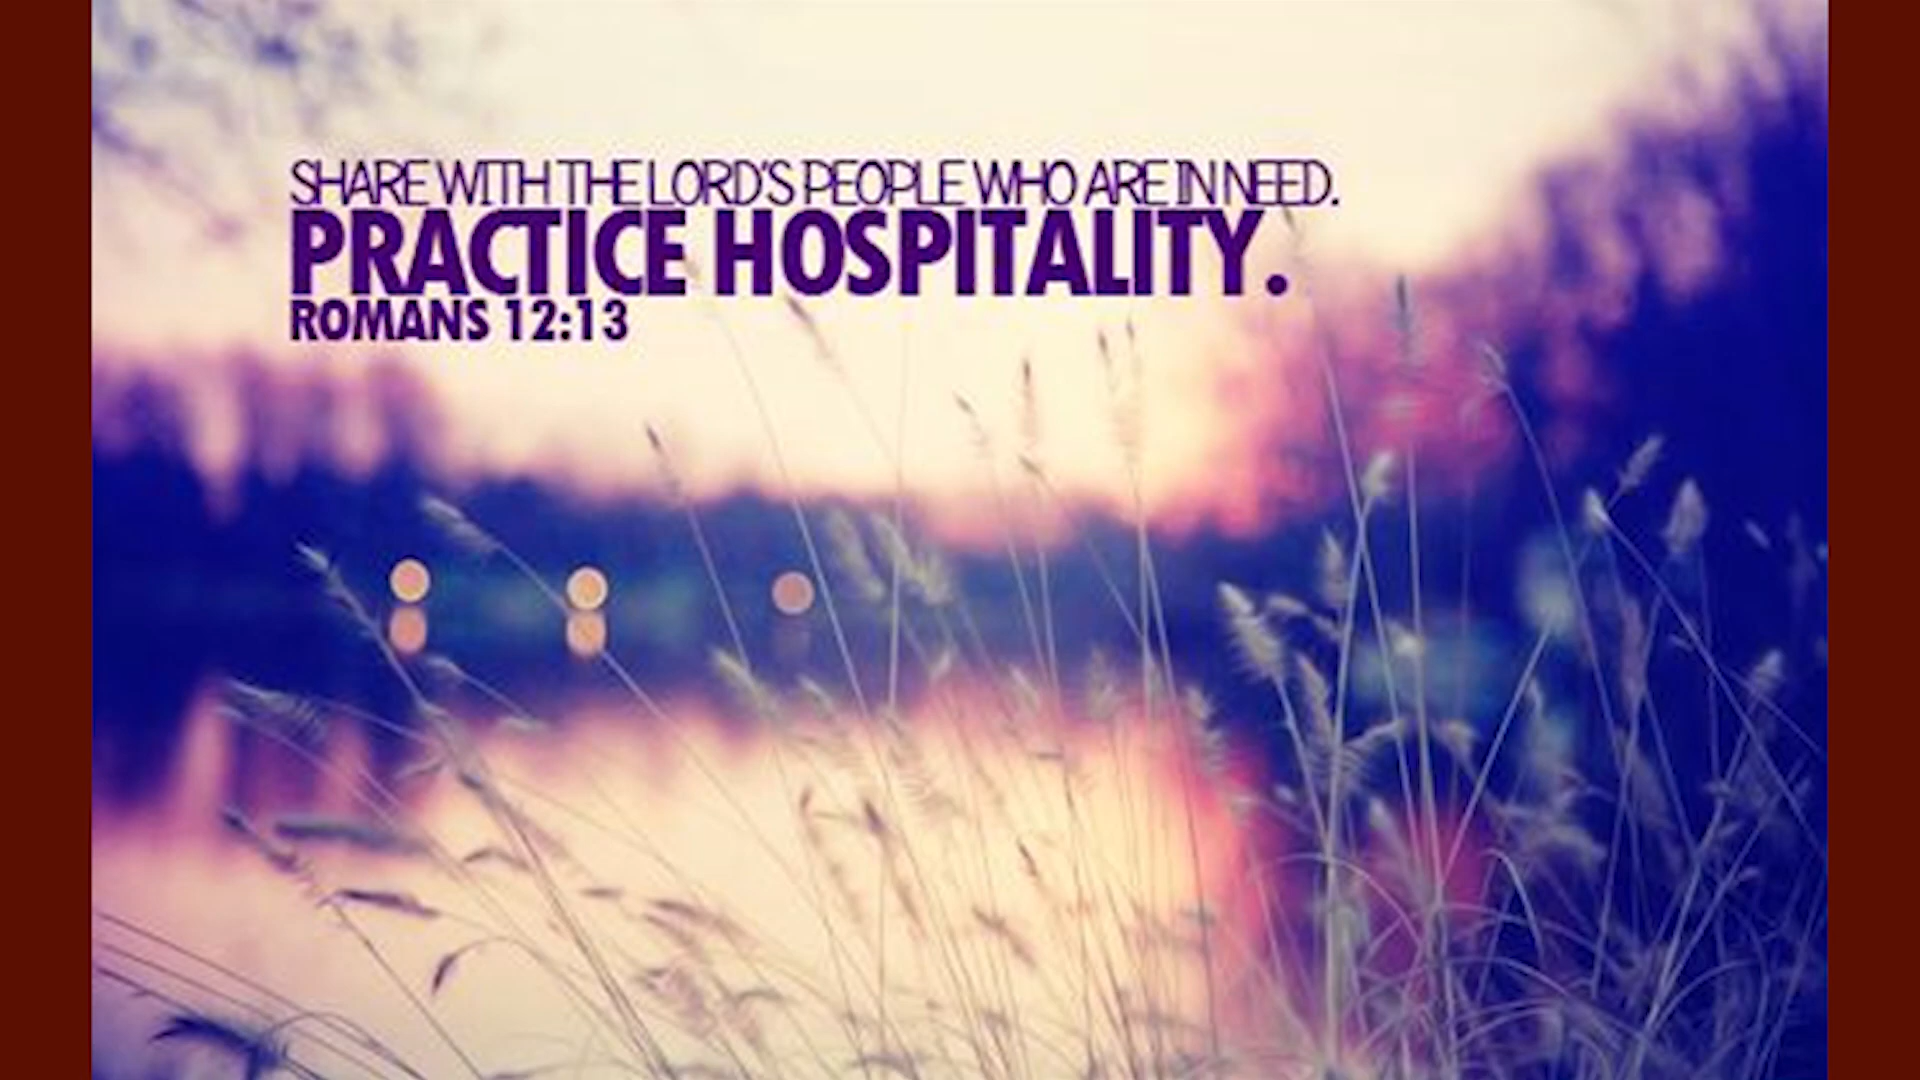 SHARE WITH THE LORD'S PEOPLE WHO ARE IN NEED.
PRACTICE HOSPITALITY.
ROMANS 12:13